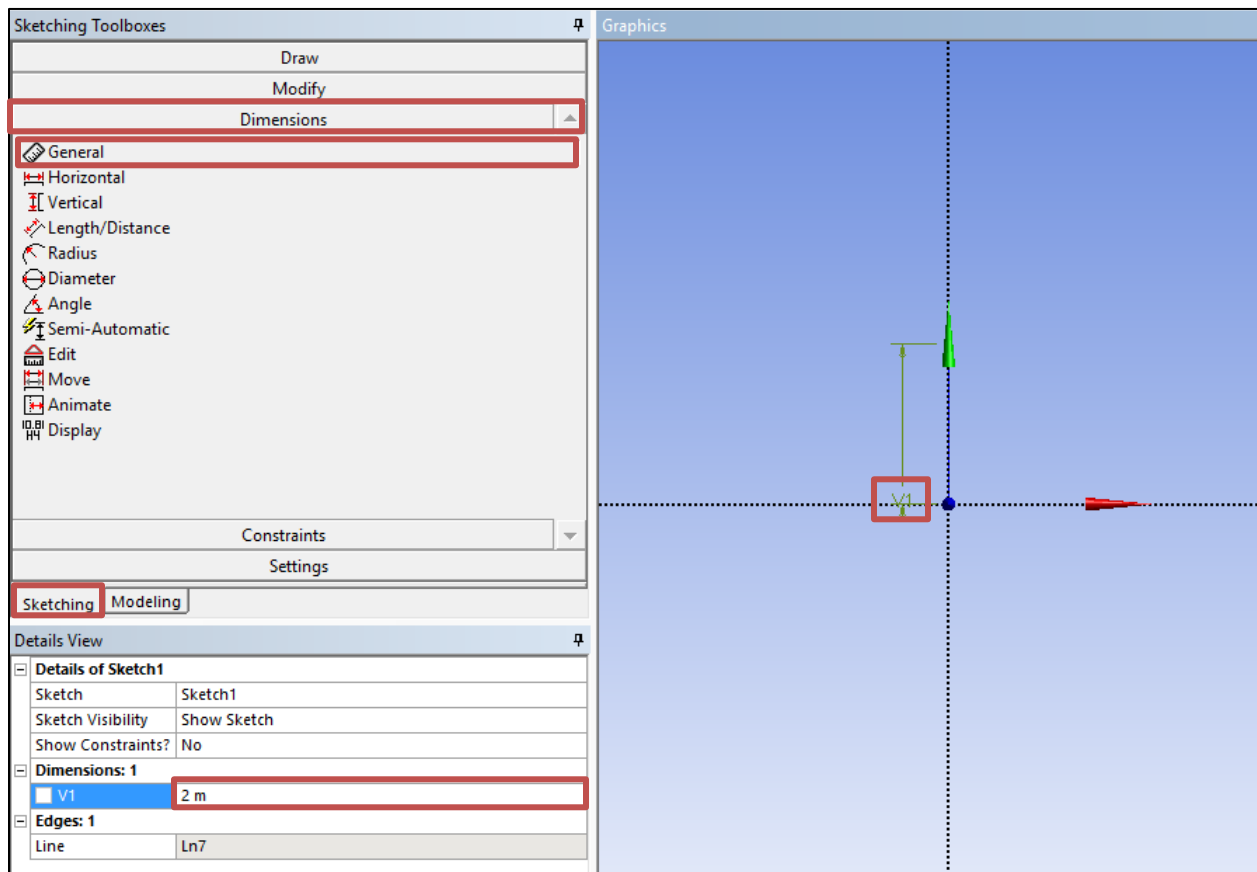 Sketching Toolboxes
Draw
Modify
Dimensions
General
Horizontal
Vertical
Length/Distance
Radius
Diameter
Angle
Semi-Automatic
Edit
Move
Animate
Display
Constraints
Settings
Sketching Modeling
Details View
Details of Sketch1
Sketch Sketch1
Sketch Visibility Show Sketch
Show Constraints? No
Dimensions: 1
V1 2 m
Edges: 1
Line Ln7
Graphics
V1